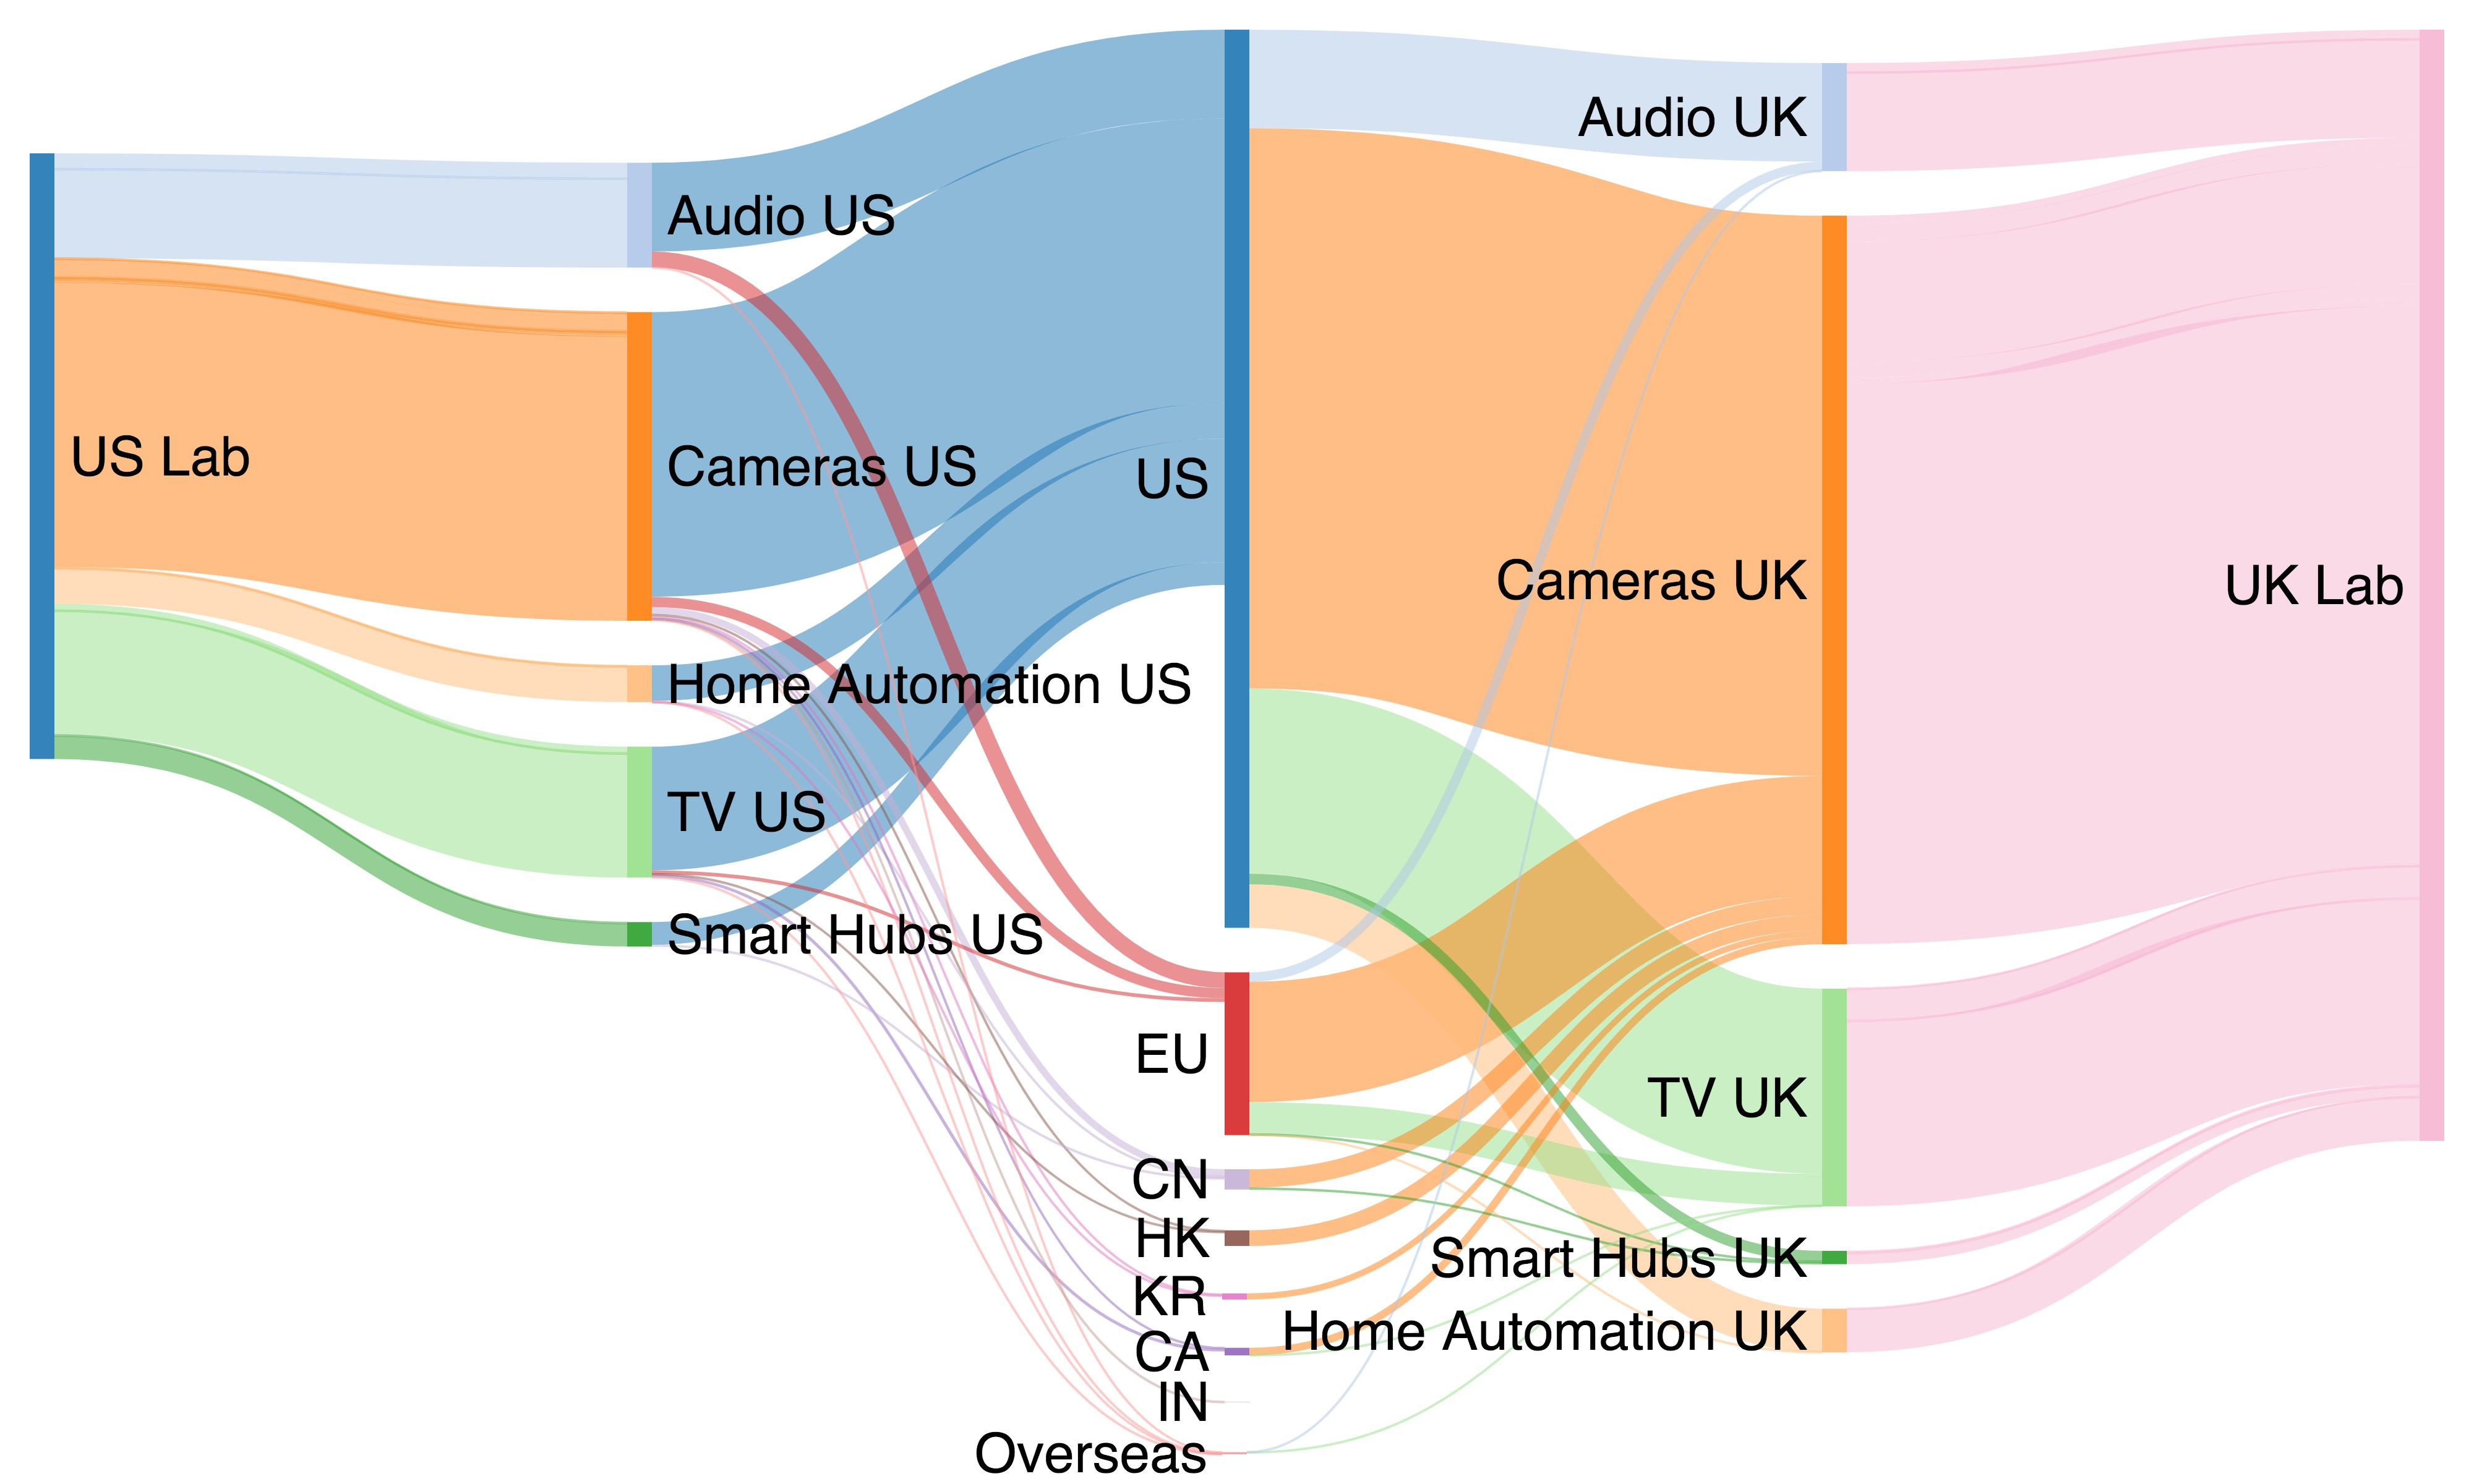 US Lab
Audio US
Cameras US
Home Automation US
TV US
Smart Hubs US
US
EU
CN
HK
KR
CA
IN
Overseas
Audio UK
Cameras UK
TV UK
Smart Hubs UK
Home Automation UK
UK Lab